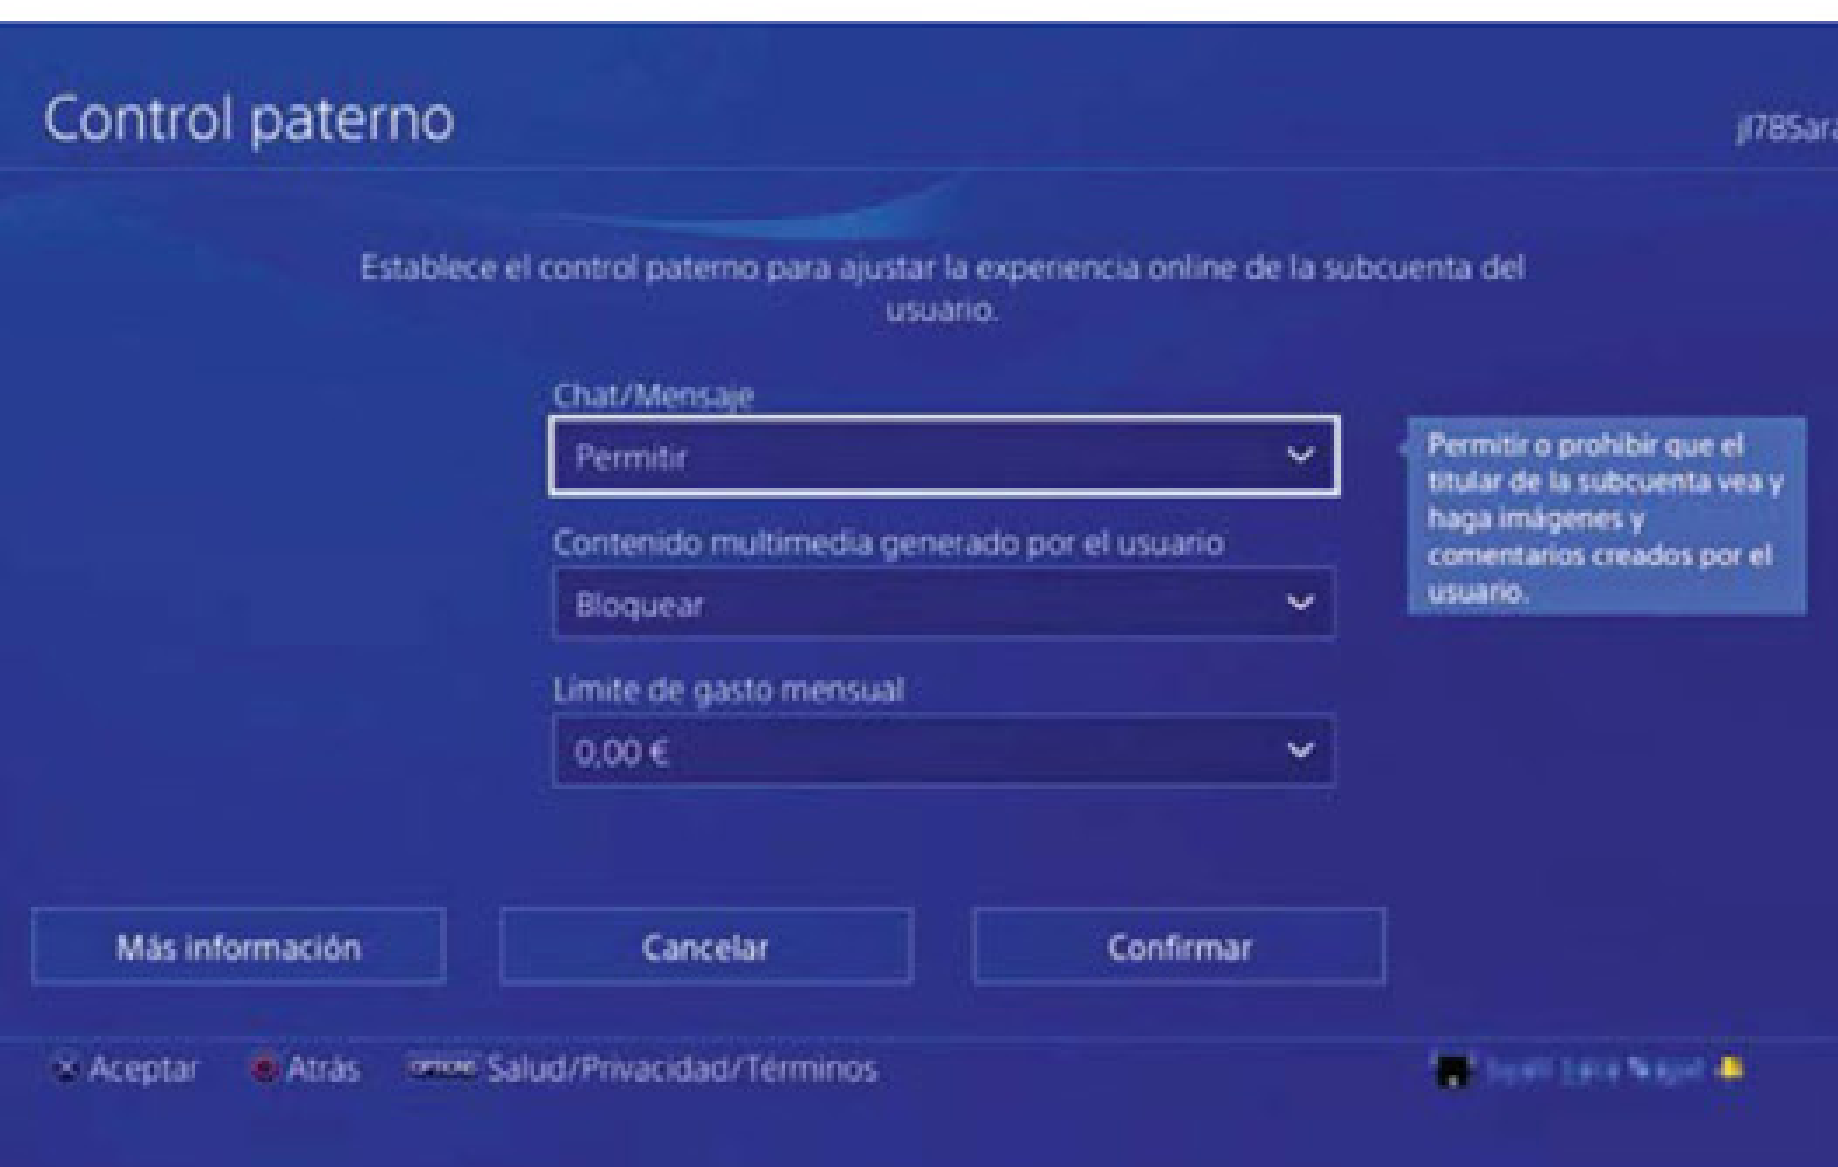 Control paterno
Establece el control paterno para ajustar la experiencia online de la subcuenta del
usuario.
Chat/Mensaje
Permitir
Permitir o prohibir que el
titular de la subcuenta vea y
haga imágenes y
comentarios creados por el
usuario.
Contenido multimedia generado por el usuario
Bloquear
Límite de gasto mensual
0,00 €
Más información
Cancelar
Confirmar
Aceptar
Atrás
OPTIONS Salud/Privacidad/Términos